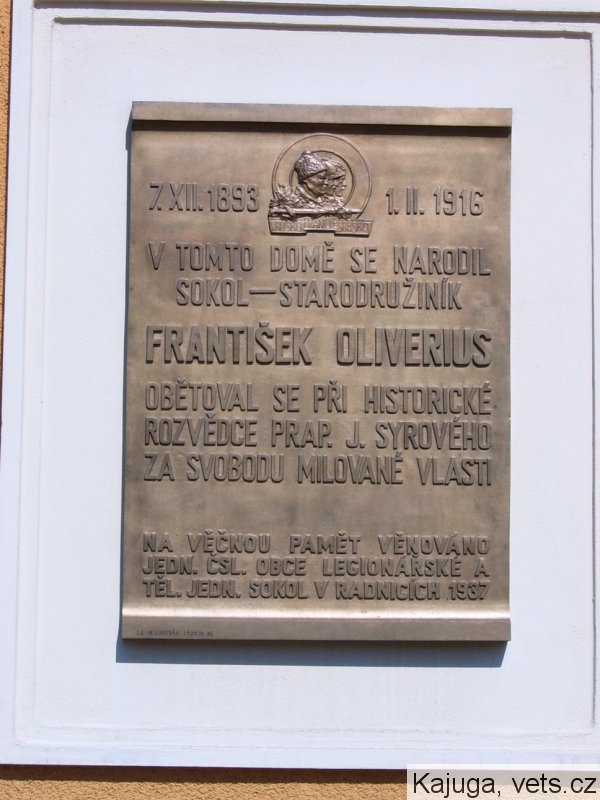 7. XII. 1893 1. II. 1916
RUSKO FRANCIE
V TOMTO DOMĚ SE NARODIL
SOKOL—STARODRUŽINÍK
FRANTIŠEK OLIVERIUS
OBĚTOVAL SE PŘI HISTORICKÉ
ROZVĚDCE PRAP. J. SYROVÉHO
ZA SVOBODU MILOVANÉ VLASTI
NA VĚČNOU PAMĚT VĚNOVÁNO
JEDN. ČSL. OBCE LEGIONÁŘSKÉ A
TĚL. JEDN. SOKOL V RADNICÍCH 1937
Kajuga, vets.cz